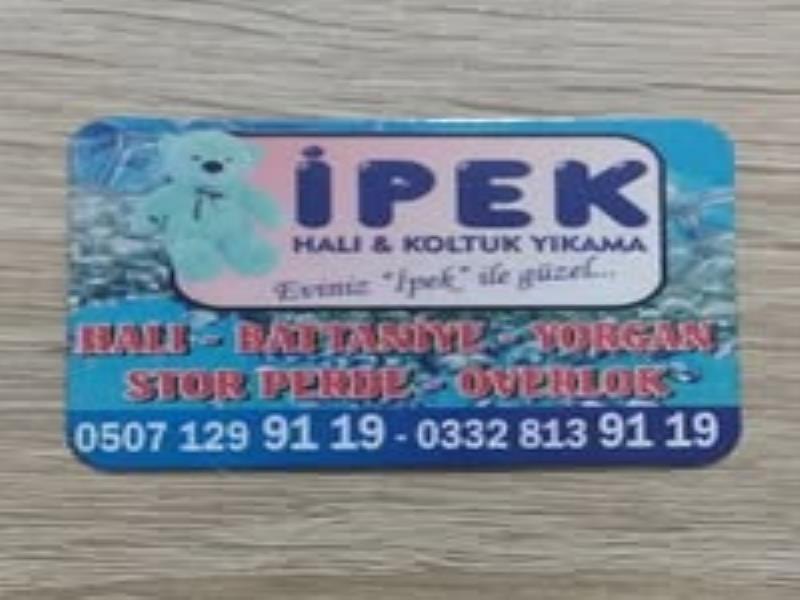 İPEK
HALI & KOLTUK YIKAMA
Eviniz "İpek" ile güzel...
HALI - BATTANİYE - YORGAN
STOR PERDE - OVERLOK
0507 129 91 19 - 0332 813 91 19